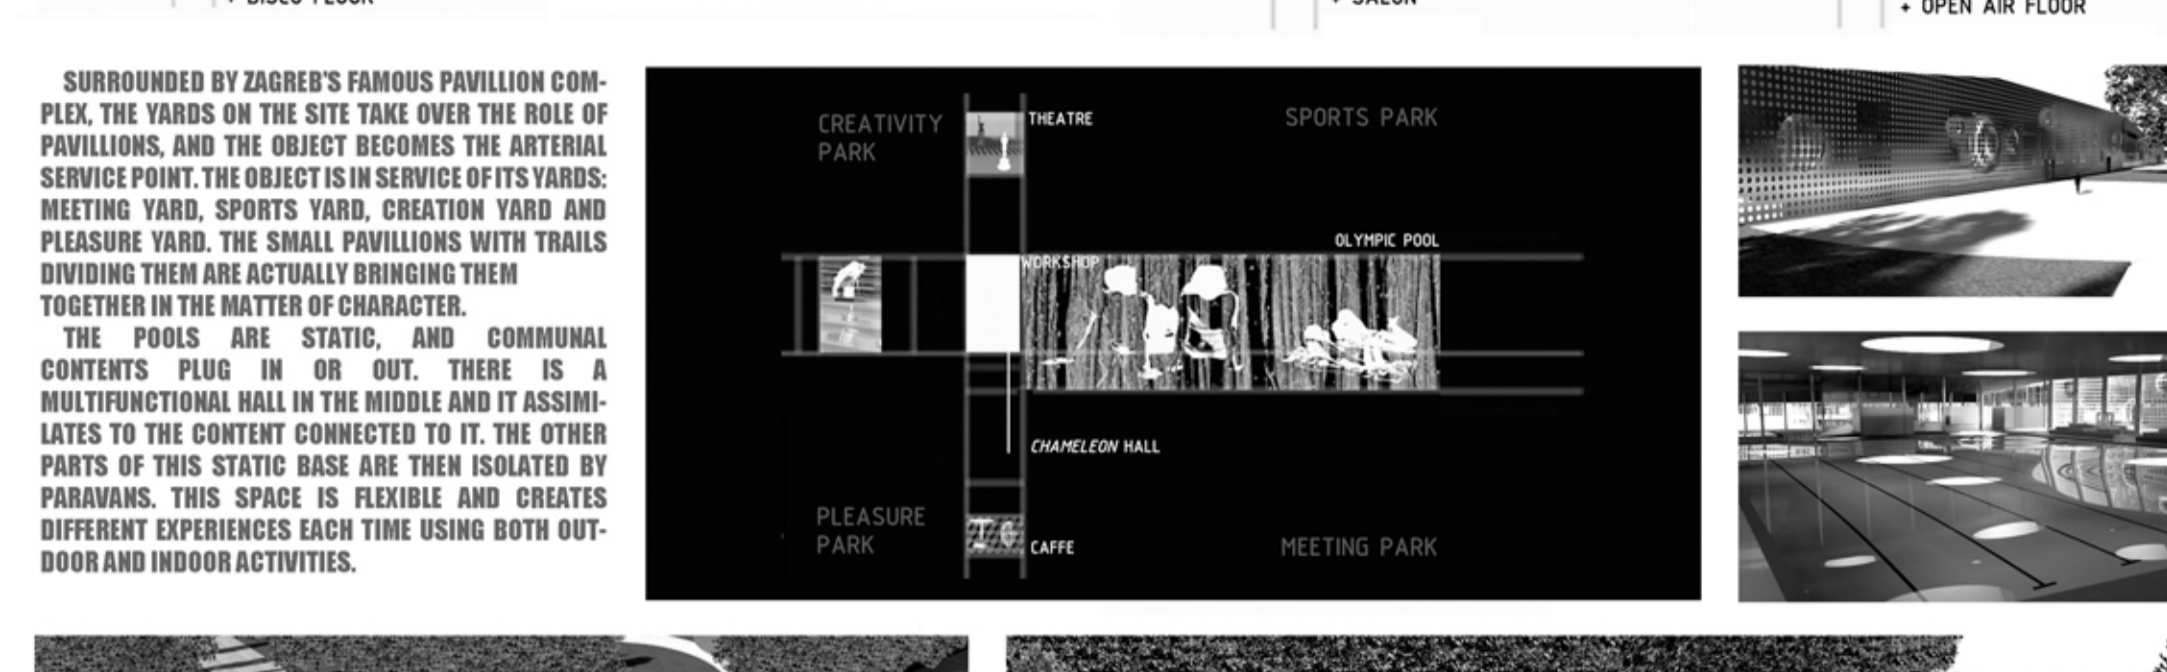 + DISCO FLOOR
+ SALON
+ OPEN AIR FLOOR
SURROUNDED BY ZAGREB'S FAMOUS PAVILLION COM-
PLEX, THE YARDS ON THE SITE TAKE OVER THE ROLE OF
PAVILLIONS, AND THE OBJECT BECOMES THE ARTERIAL
SERVICE POINT. THE OBJECT IS IN SERVICE OF ITS YARDS:
MEETING YARD, SPORTS YARD, CREATION YARD AND
PLEASURE YARD. THE SMALL PAVILLIONS WITH TRAILS
DIVIDING THEM ARE ACTUALLY BRINGING THEM
TOGETHER IN THE MATTER OF CHARACTER.
THE POOLS ARE STATIC, AND COMMUNAL
CONTENTS PLUG IN OR OUT. THERE IS A
MULTIFUNCTIONAL HALL IN THE MIDDLE AND IT ASSIMI-
LATES TO THE CONTENT CONNECTED TO IT. THE OTHER
PARTS OF THIS STATIC BASE ARE THEN ISOLATED BY
PARAVANS. THIS SPACE IS FLEXIBLE AND CREATES
DIFFERENT EXPERIENCES EACH TIME USING BOTH OUT-
DOOR AND INDOOR ACTIVITIES.
CREATIVITY
PARK
THEATRE
SPORTS PARK
OLYMPIC POOL
WORKSHOP
CHAMELEON HALL
PLEASURE
PARK
CAFFE
MEETING PARK